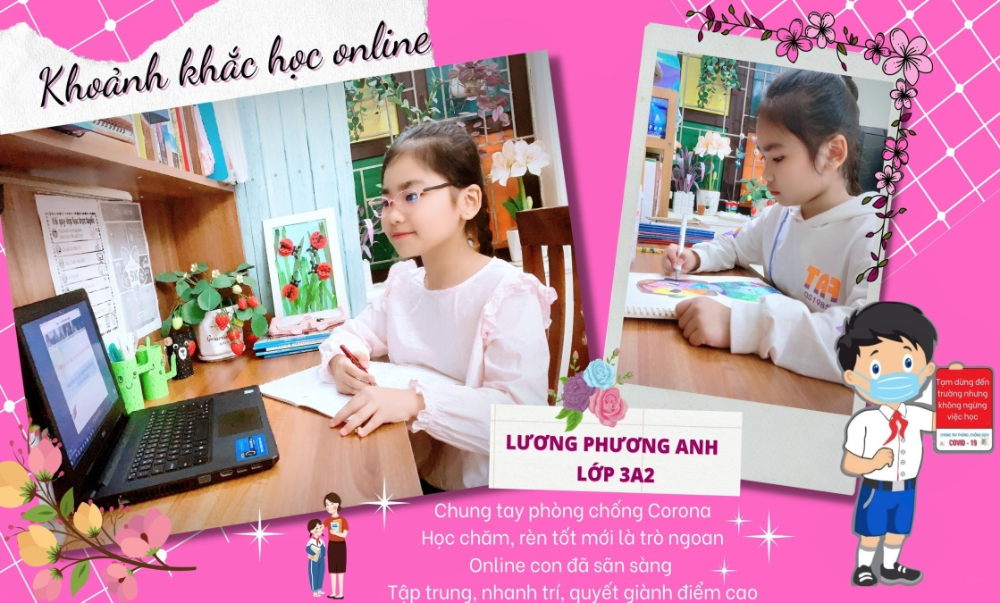 Khoảnh khắc học online
LƯƠNG PHƯƠNG ANH
LỚP 3A2
Chung tay phòng chống Corona
Học chăm, rèn tốt mới là trò ngoan
Online con đã sẵn sàng
Tập trung, nhanh trí, quyết giành điểm cao
Tạm dừng đến
trường nhưng
không ngừng
việc học
CHUNG TAY PHÒNG, CHỐNG DỊCH
COVID - 19
5K